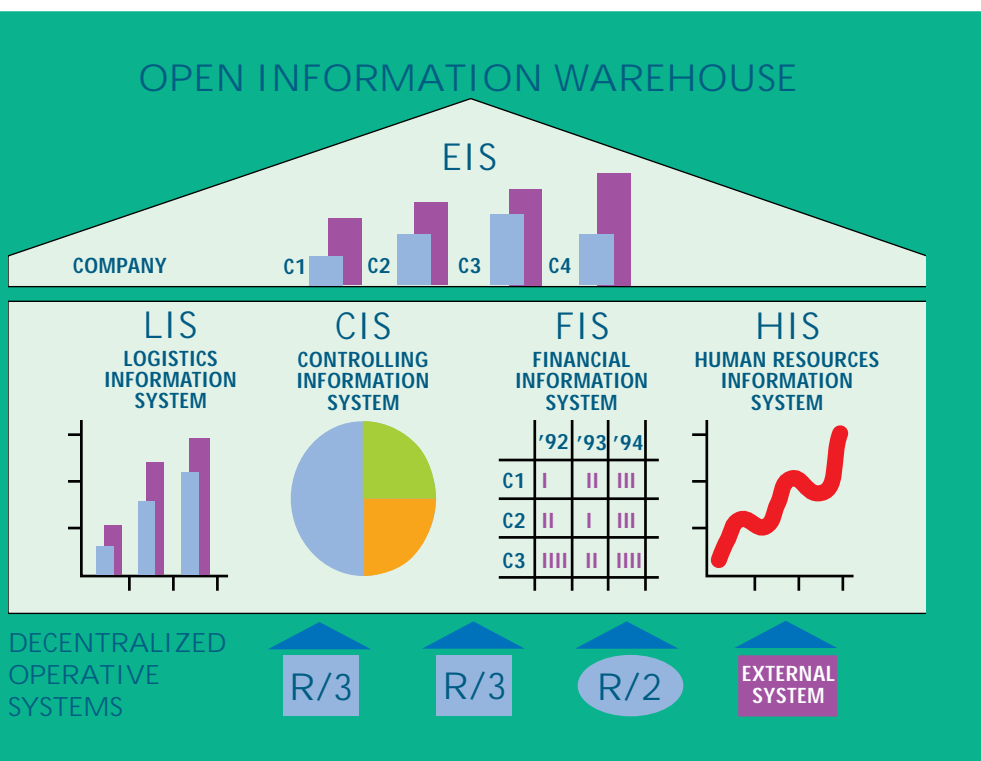 OPEN INFORMATION WAREHOUSE
EIS
COMPANY C1 C2 C3 C4
LIS
LOGISTICS
INFORMATION
SYSTEM
CIS
CONTROLLING
INFORMATION
SYSTEM
FIS
FINANCIAL
INFORMATION
SYSTEM
'92 '93 '94
C1 I II III
C2 II I III
C3 IIII II IIII
HIS
HUMAN RESOURCES
INFORMATION
SYSTEM
DECENTRALIZED
OPERATIVE
SYSTEMS
R/3
R/3
R/2
EXTERNAL
SYSTEM